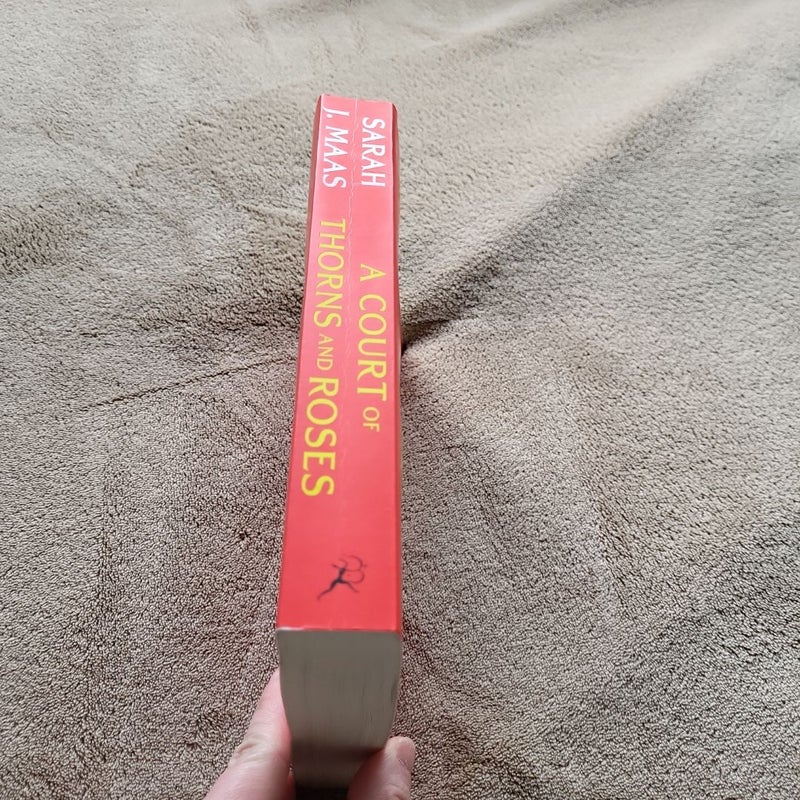 SARAH
J. MAAS
A COURT OF
THORNS AND ROSES